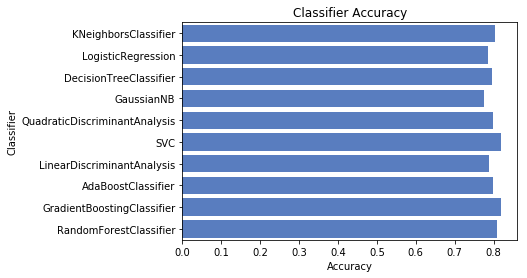 Classifier Accuracy
Classifier
KNeighborsClassifier
LogisticRegression
DecisionTreeClassifier
GaussianNB
QuadraticDiscriminantAnalysis
SVC
LinearDiscriminantAnalysis
AdaBoostClassifier
GradientBoostingClassifier
RandomForestClassifier
0.0 0.1 0.2 0.3 0.4 0.5 0.6 0.7 0.8
Accuracy